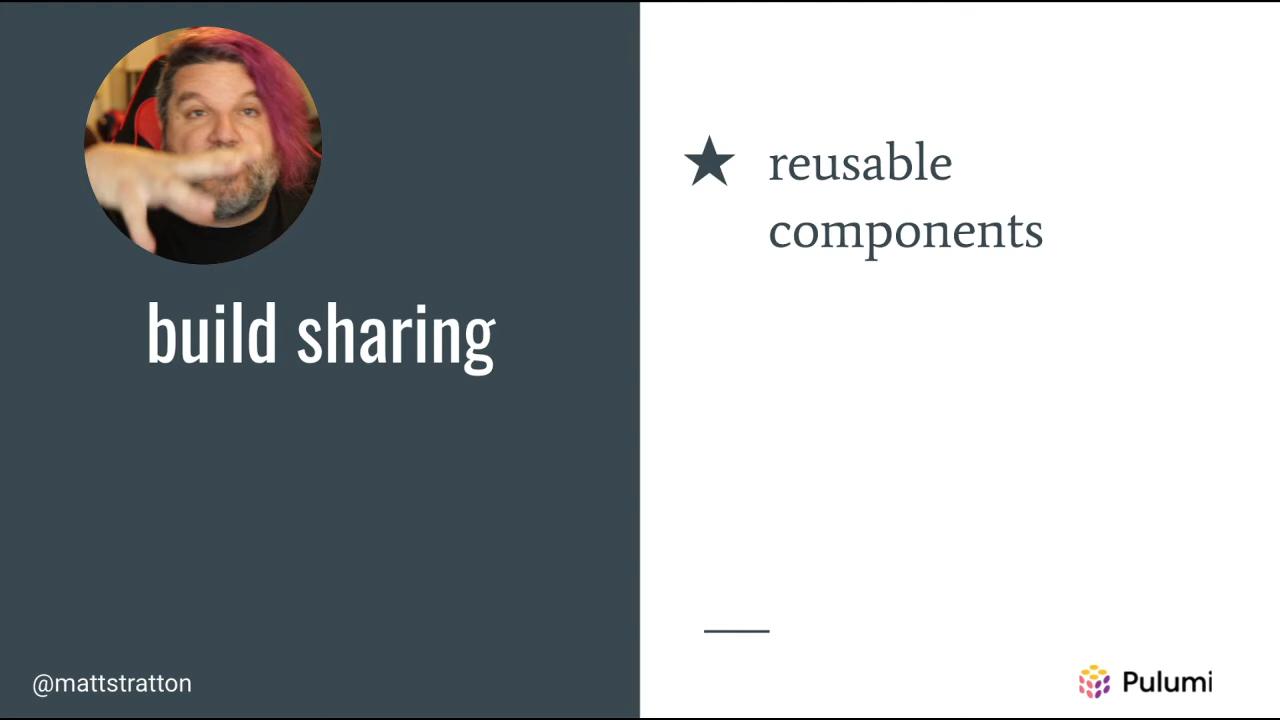 build sharing
@mattstratton
reusable
components
Pulumi